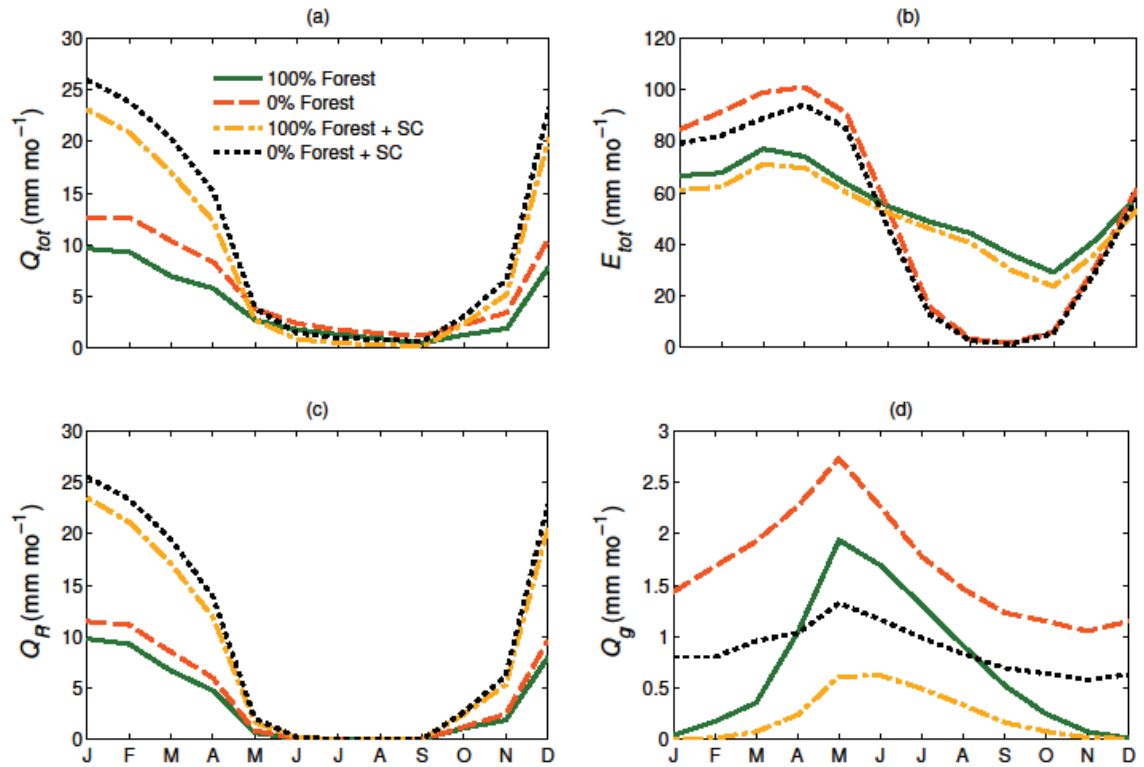 (a)
30
25
20
15
10
5
0
Q_tot (mm mo⁻¹)
100% Forest
0% Forest
100% Forest + SC
0% Forest + SC
(b)
120
100
80
60
40
20
0
E_tot (mm mo⁻¹)
(c)
30
25
20
15
10
5
0
Q_R (mm mo⁻¹)
J F M A M J J A S O N D
(d)
3
2.5
2
1.5
1
0.5
0
Q_g (mm mo⁻¹)
J F M A M J J A S O N D